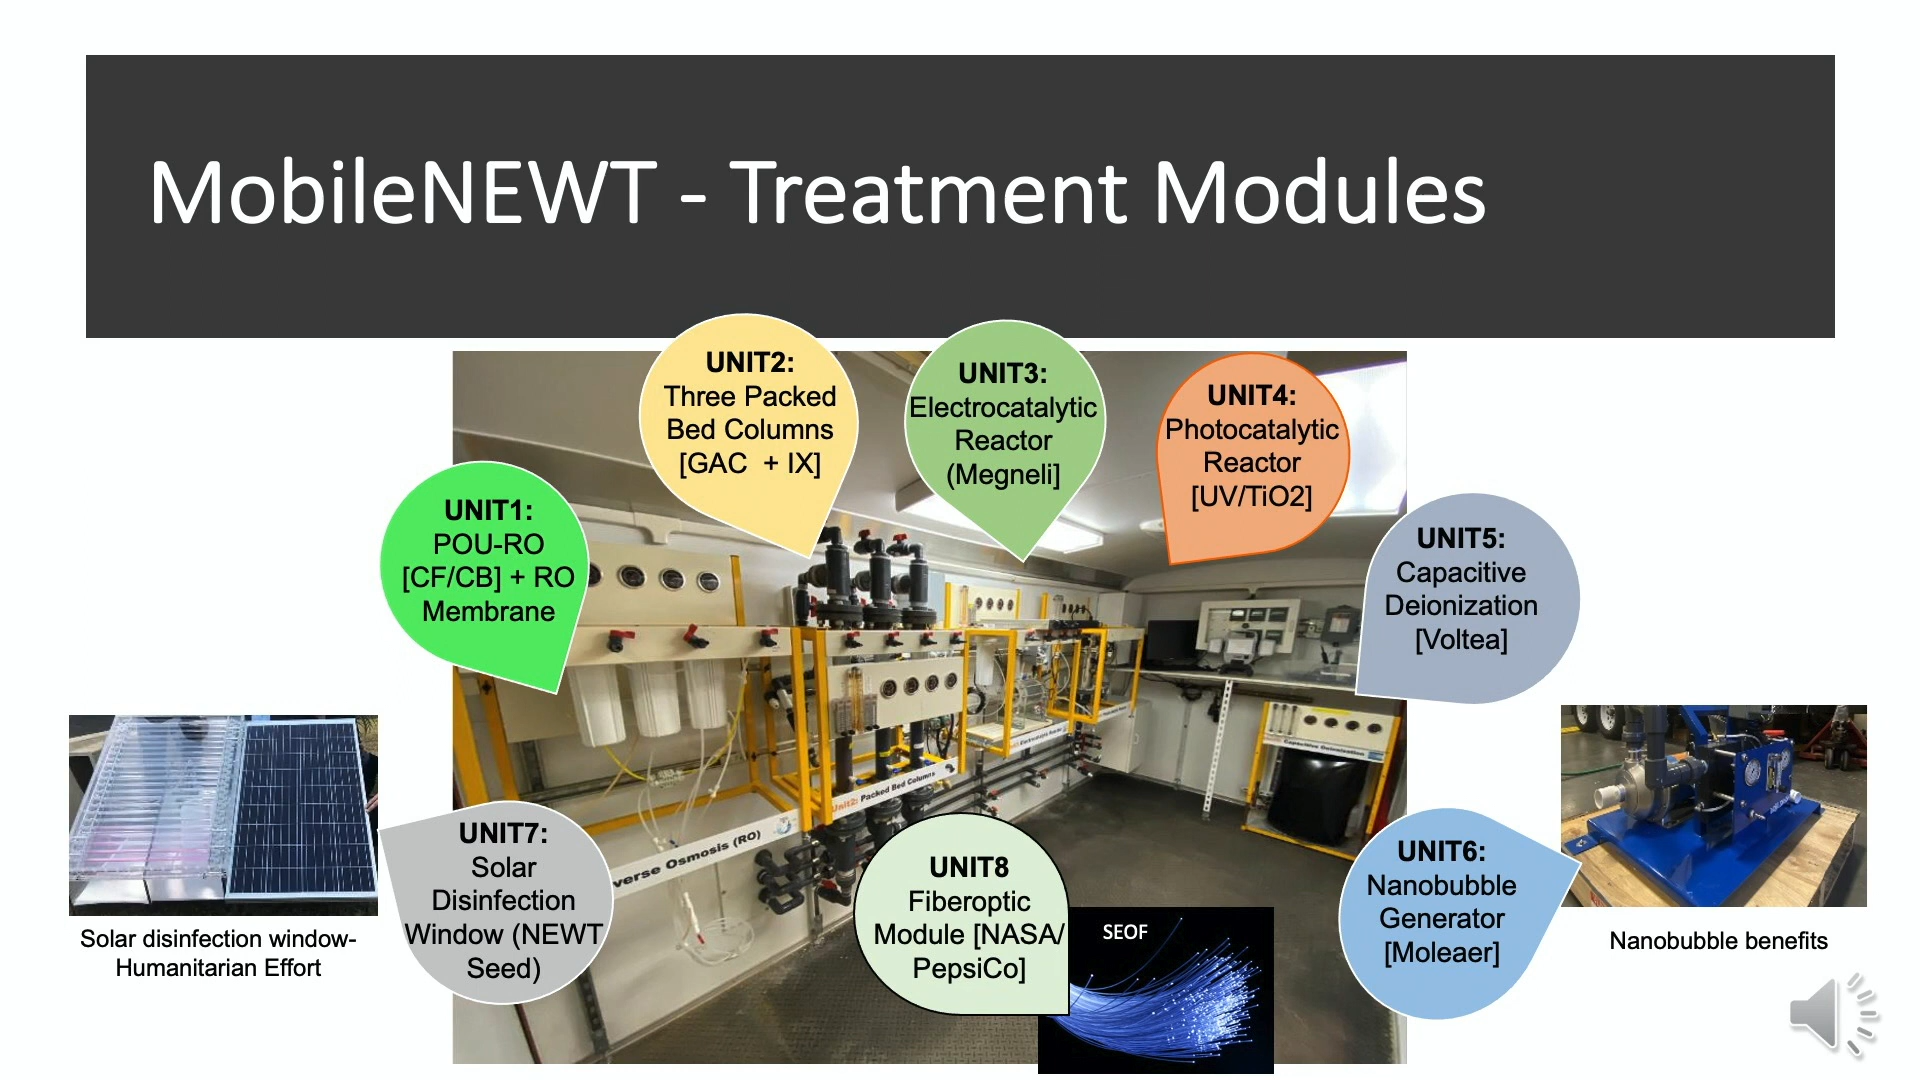 MobileNEWT - Treatment Modules
UNIT1:
POU-RO
[CF/CB] + RO
Membrane
UNIT2:
Three Packed
Bed Columns
[GAC + IX]
UNIT3:
Electrocatalytic
Reactor
(Megneli]
UNIT4:
Photocatalytic
Reactor
[UV/TiO2]
UNIT5:
Capacitive
Deionization
[Voltea]
UNIT6:
Nanobubble
Generator
[Moleaer]
UNIT7:
Solar
Disinfection
Window (NEWT
Seed)
UNIT8
Fiberoptic
Module [NASA/
PepsiCo]
SEOF
Solar disinfection window-
Humanitarian Effort
Nanobubble benefits
verse Osmosis (RO)
Unit2: Packed Bed Columns
Electrocatalytic
Capacitive Deionization